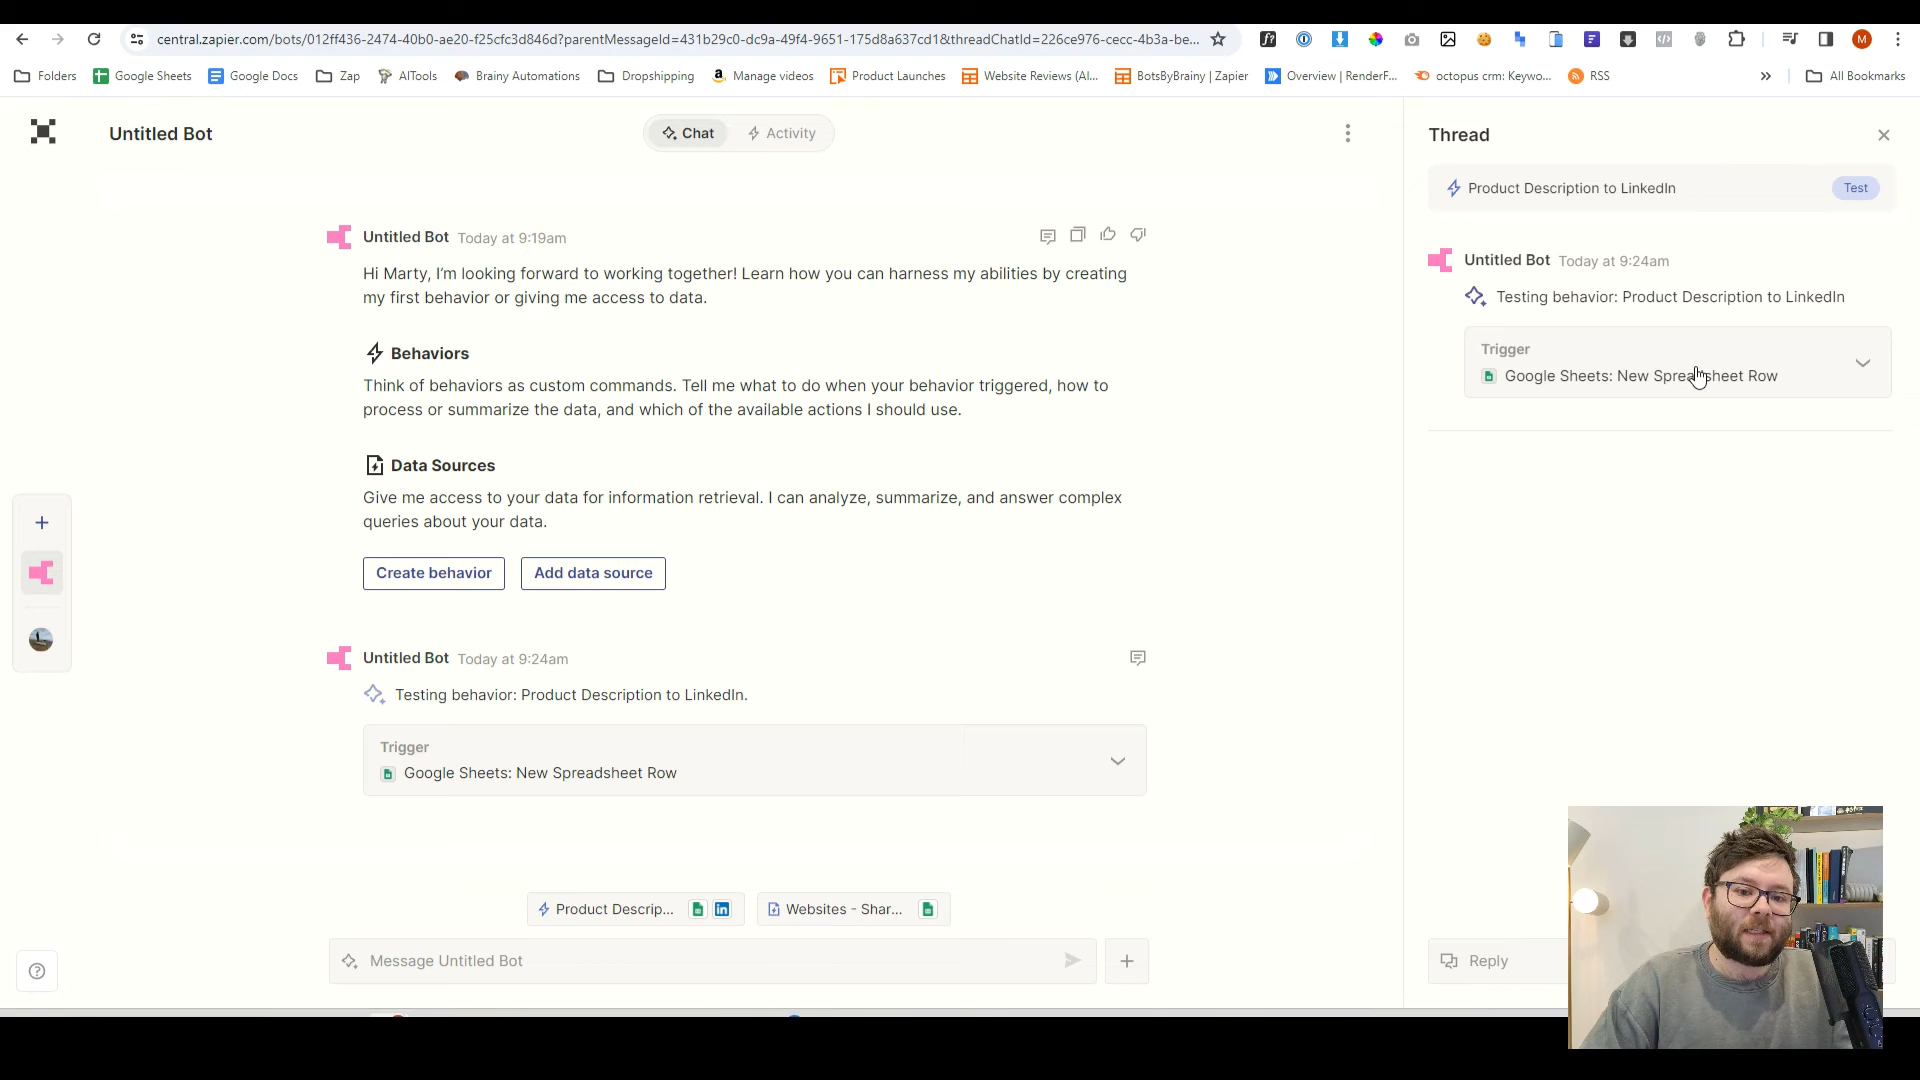 central.zapier.com/bots/012ff436-2474-40b0-ae20-f25cfc3d846d?parentMessageId=431b29c0-dc9a-49f4-9651-175d8a637cd1&threadChatId=226ce976-cecc-4b3a-be...
Folders Google Sheets Google Docs Zap AITools Brainy Automations Dropshipping Manage videos Product Launches Website Reviews (Al... BotsByBrainy | Zapier Overview | RenderF... octopus crm: Keywo... RSS » All Bookmarks
Untitled Bot
Chat Activity
Untitled Bot Today at 9:19am
Hi Marty, I'm looking forward to working together! Learn how you can harness my abilities by creating
my first behavior or giving me access to data.
Behaviors
Think of behaviors as custom commands. Tell me what to do when your behavior triggered, how to
process or summarize the data, and which of the available actions I should use.
Data Sources
Give me access to your data for information retrieval. I can analyze, summarize, and answer complex
queries about your data.
Create behavior Add data source
Untitled Bot Today at 9:24am
Testing behavior: Product Description to LinkedIn.
Trigger
Google Sheets: New Spreadsheet Row
Product Descrip... Websites - Shar...
Message Untitled Bot
Thread
Product Description to LinkedIn Test
Untitled Bot Today at 9:24am
Testing behavior: Product Description to LinkedIn
Trigger
Google Sheets: New Spreadsheet Row
Reply